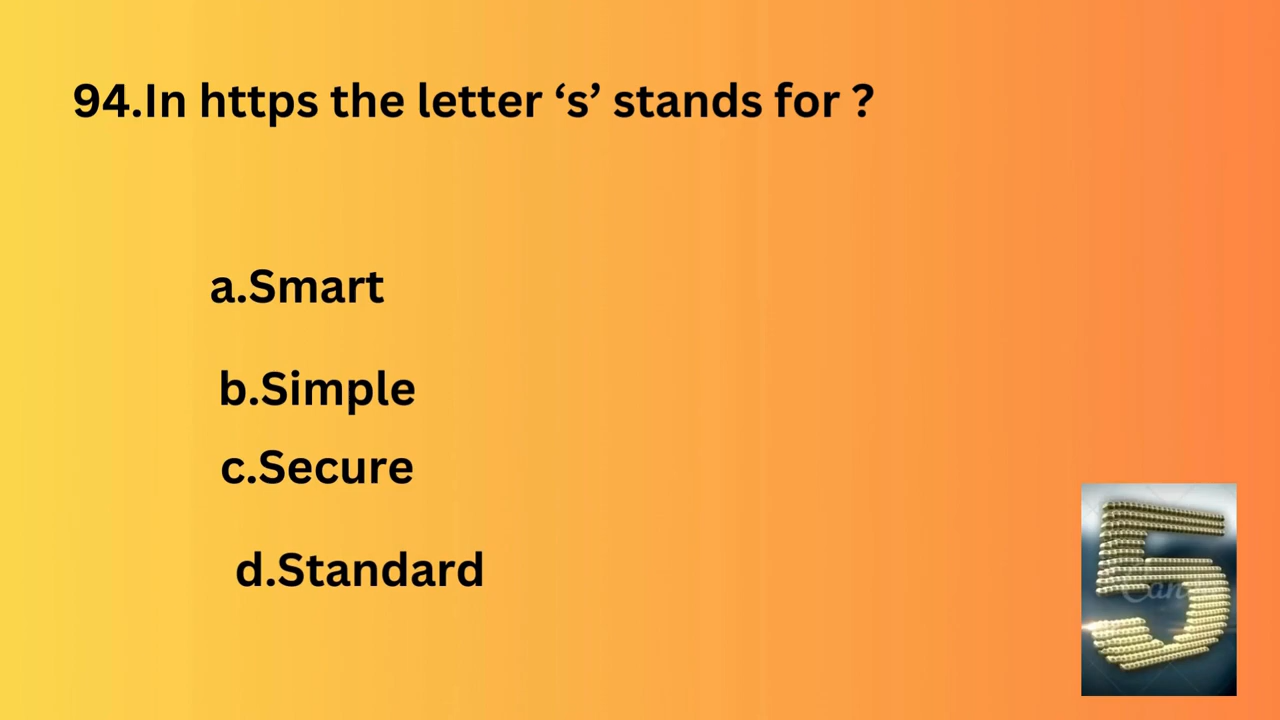 94.In https the letter ‘s’ stands for ?
a.Smart
b.Simple
c.Secure
d.Standard
5